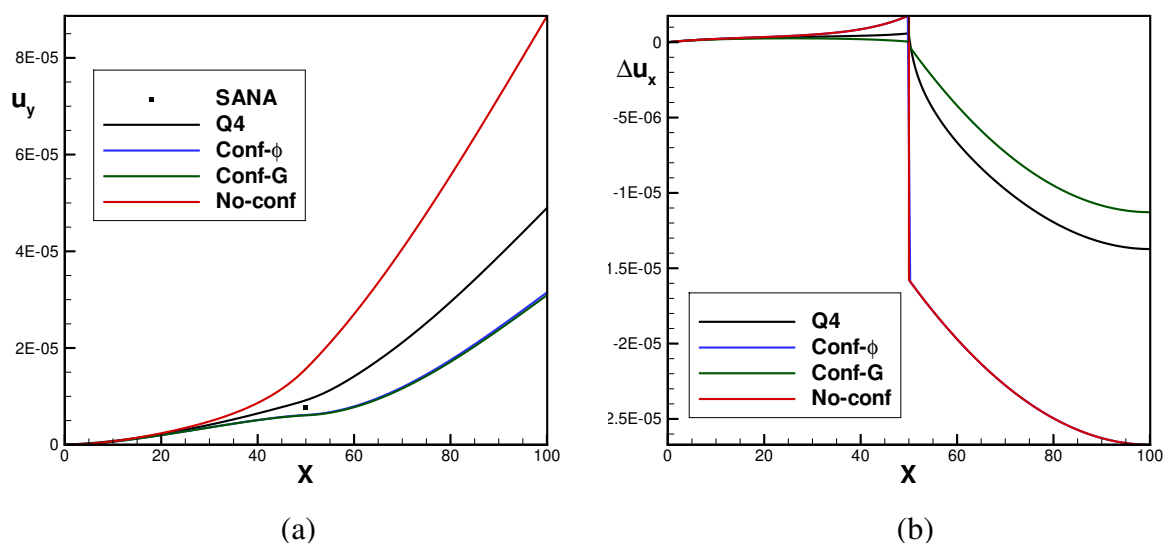 u_y
8E-05
6E-05
4E-05
2E-05
0
SANA
Q4
Conf-ϕ
Conf-G
No-conf
0 20 40 60 80 100
X
(a)
Δu_x
0
-5E-06
-1E-05
1.5E-05
-2E-05
2.5E-05
Q4
Conf-ϕ
Conf-G
No-conf
0 20 40 60 80 100
X
(b)